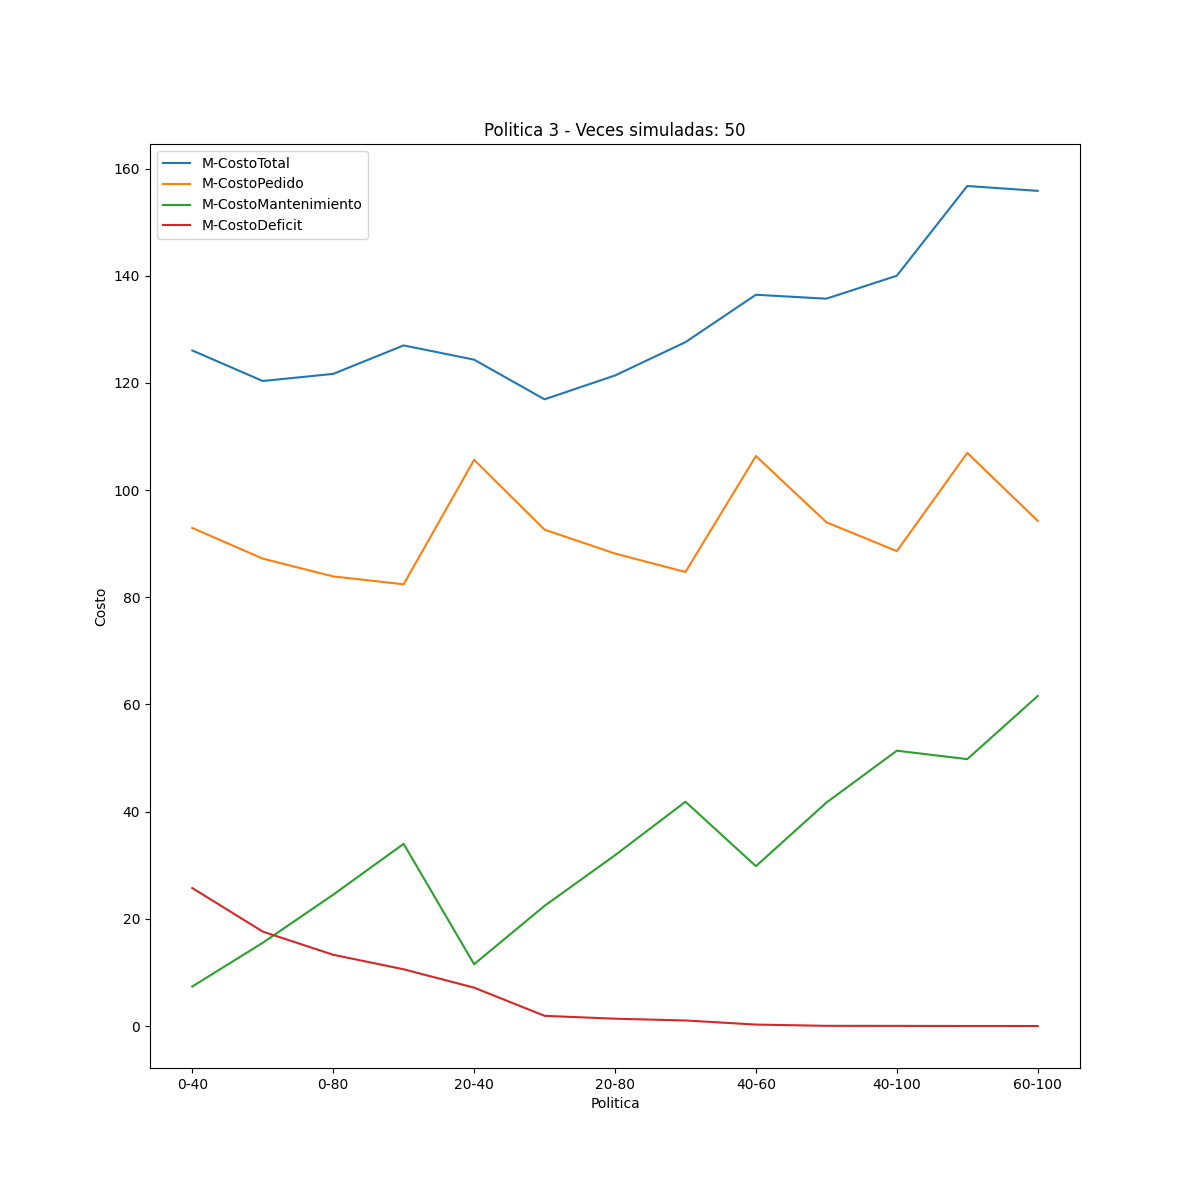 Politica 3 - Veces simuladas: 50
M-CostoTotal
M-CostoPedido
M-CostoMantenimiento
M-CostoDeficit
160
140
120
100
80
60
40
20
0
Costo
0-40 0-80 20-40 20-80 40-60 40-100 60-100
Politica